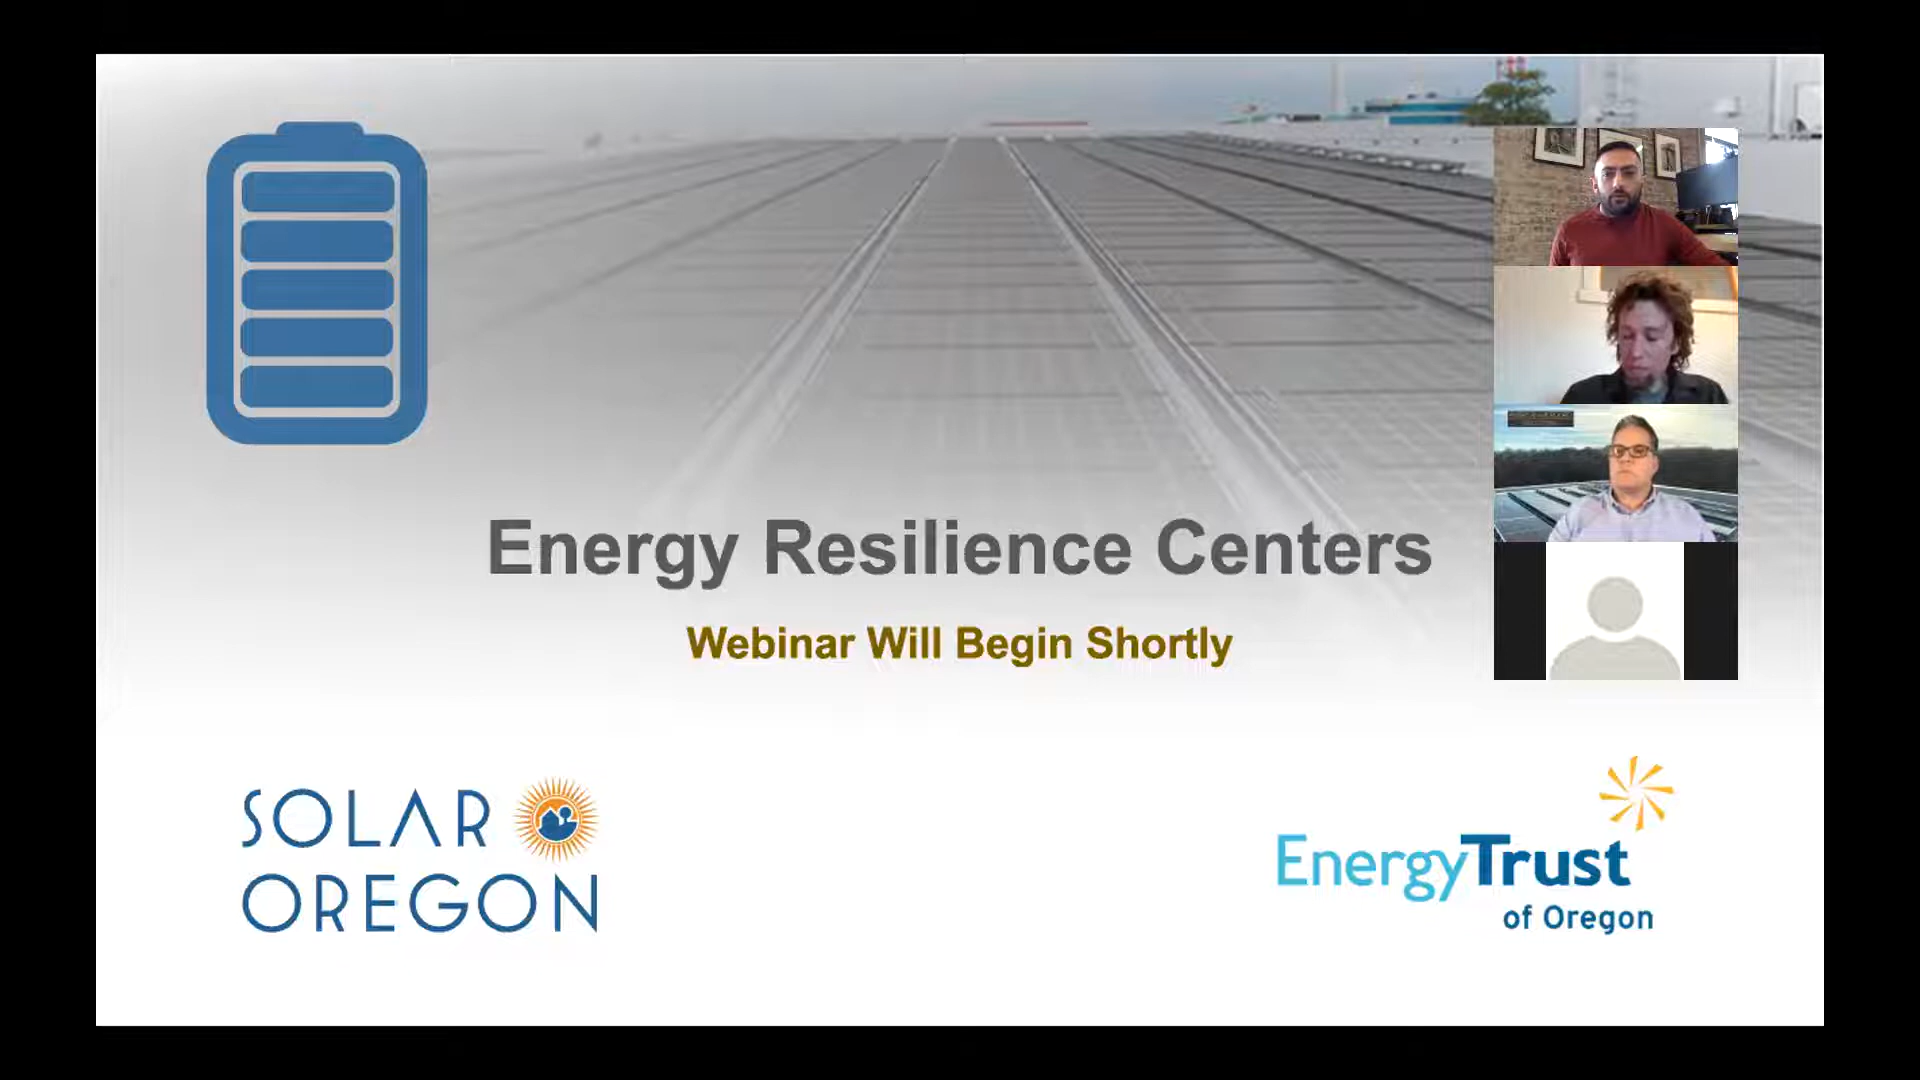 Energy Resilience Centers
Webinar Will Begin Shortly
SOLAR
OREGON
EnergyTrust
of Oregon